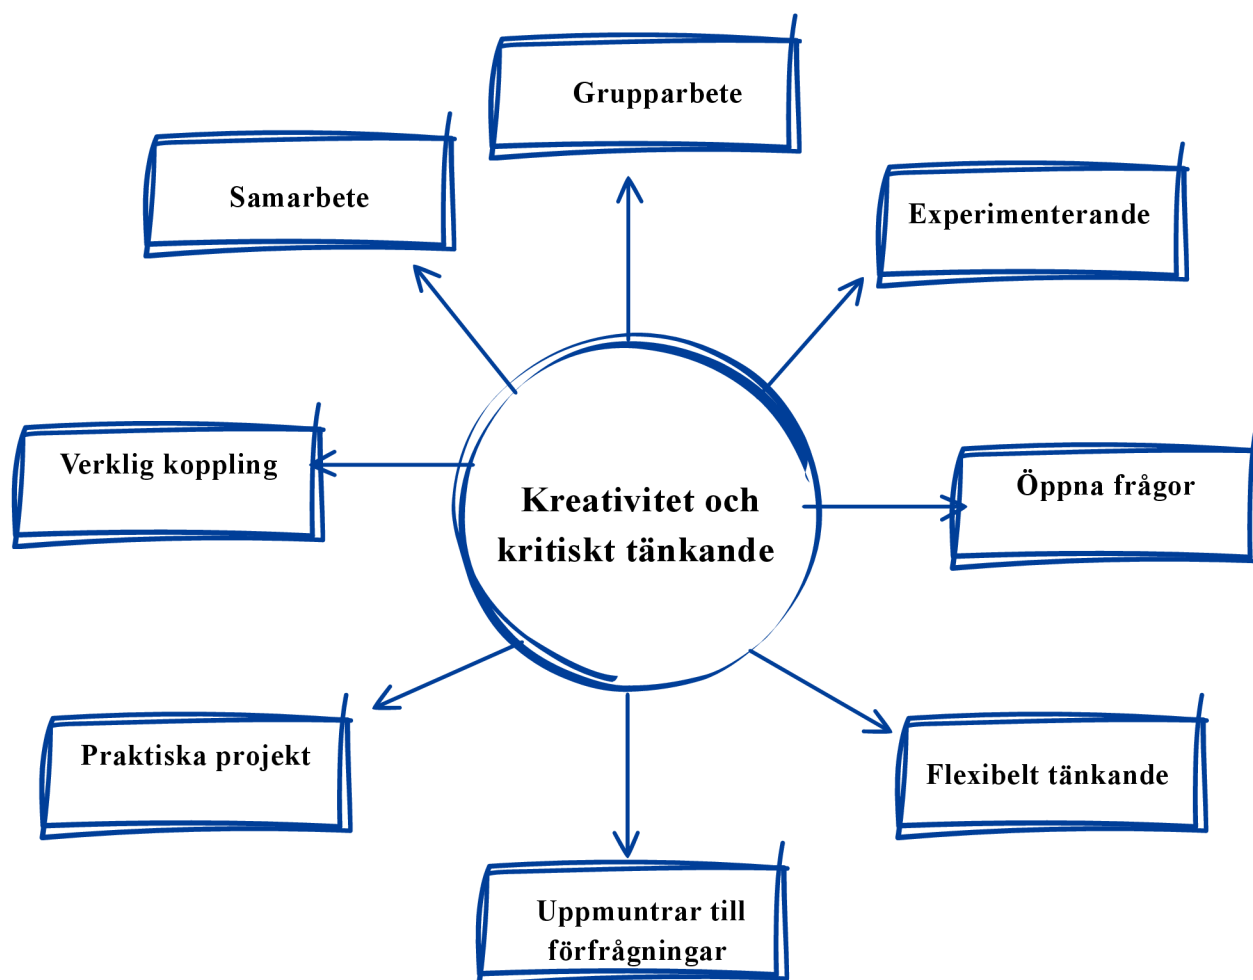 Grupparbete
Samarbete
Experimenterande
Verklig koppling
Öppna frågor
Kreativitet och
kritiskt tänkande
Praktiska projekt
Flexibelt tänkande
Uppmuntrar till
förfrågningar